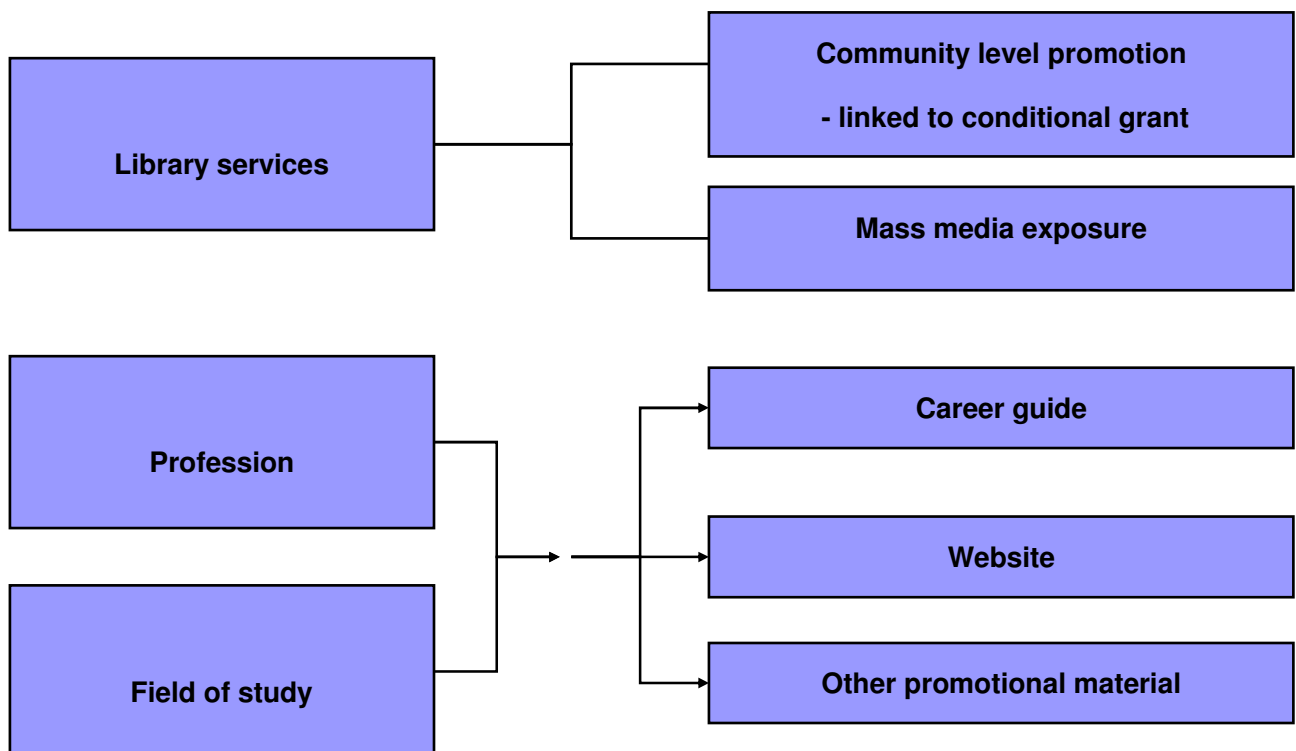 Library services
Community level promotion
- linked to conditional grant
Mass media exposure
Profession
Field of study
Career guide
Website
Other promotional material